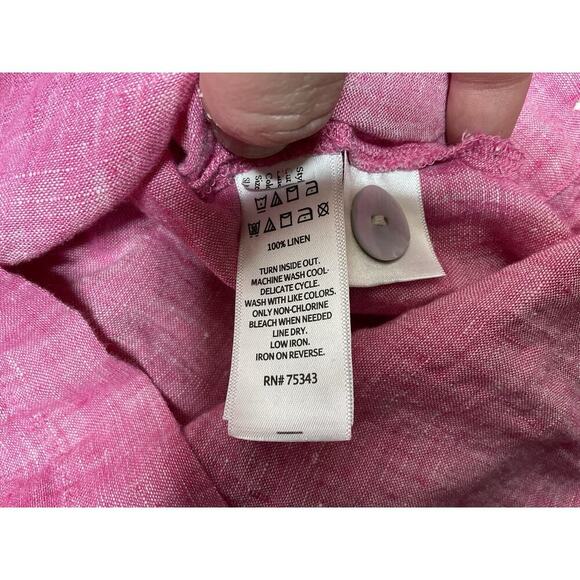 100% LINEN
TURN INSIDE OUT.
MACHINE WASH COOL-
DELICATE CYCLE.
WASH WITH LIKE COLORS.
ONLY NON-CHLORINE
BLEACH WHEN NEEDED
LINE DRY.
LOW IRON.
IRON ON REVERSE.
RN# 75343